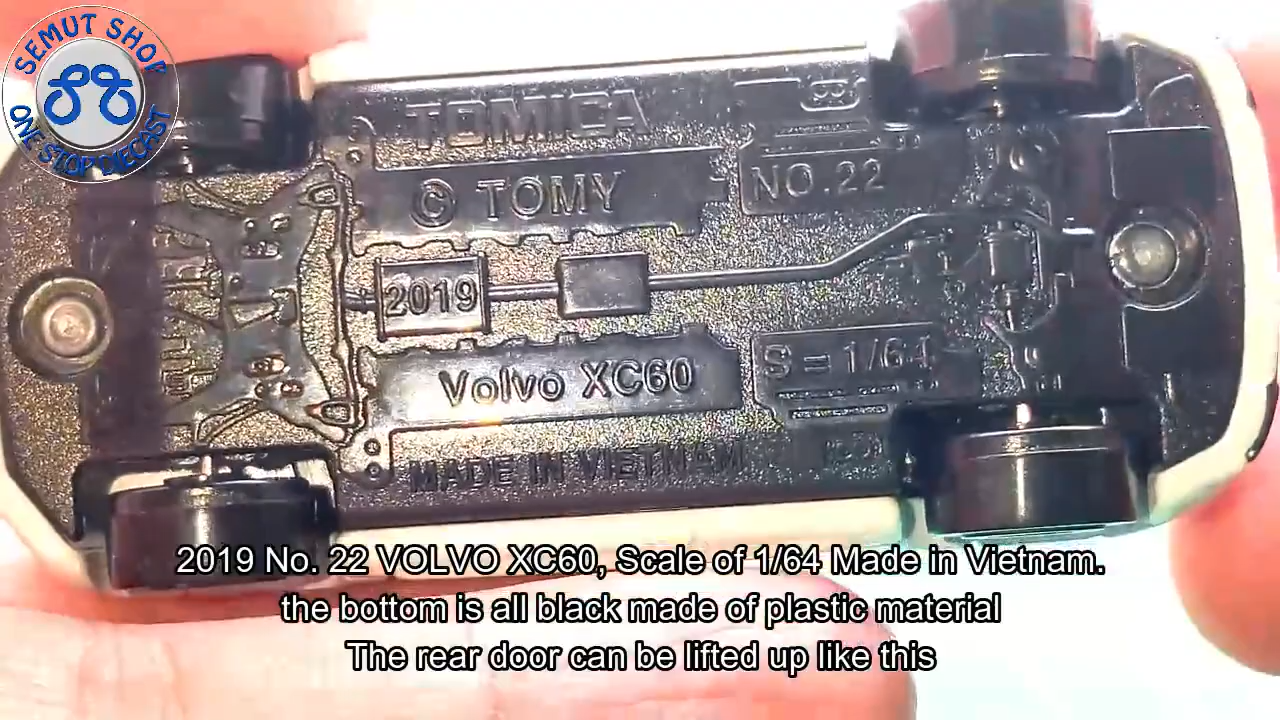 SEMUT SHOP
ONE STOP DIECAST
TOMICA
© TOMY
NO.22
2019
S = 1/64
Volvo XC60
MADE IN VIETNAM
2019 No. 22 VOLVO XC60, Scale of 1/64 Made in Vietnam.
the bottom is all black made of plastic material
The rear door can be lifted up like this